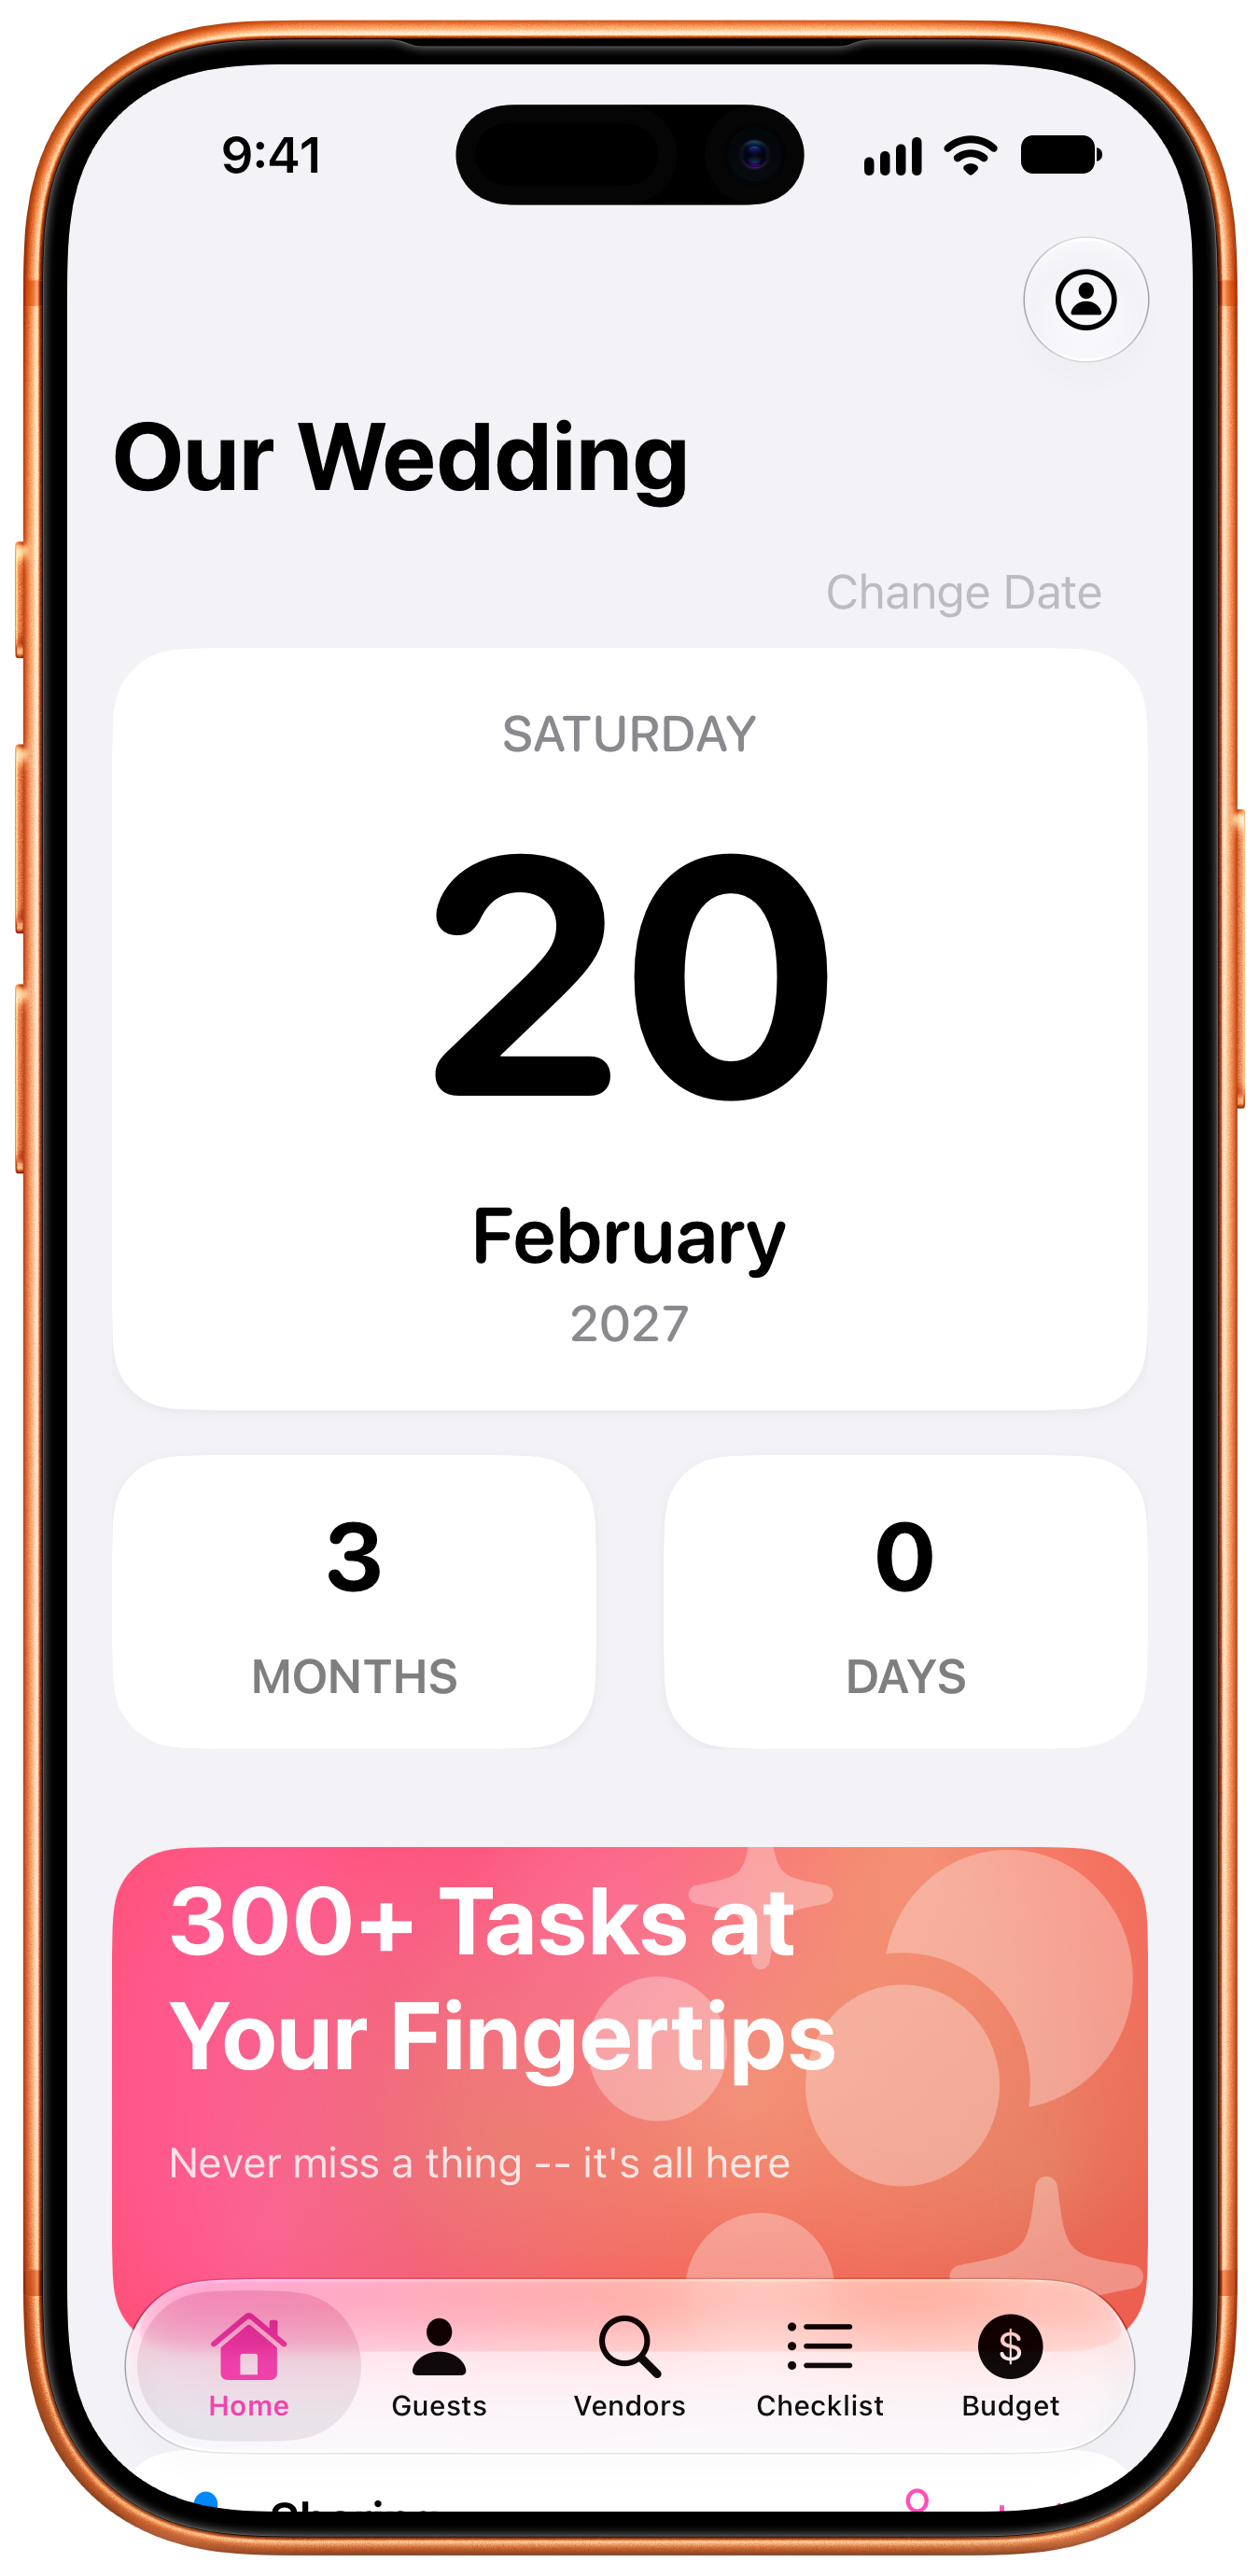 9:41
Our Wedding
Change Date
SATURDAY
20
February
2027
3
MONTHS
0
DAYS
300+ Tasks at
Your Fingertips
Never miss a thing -- it's all here
Home
Guests
Vendors
Checklist
Budget